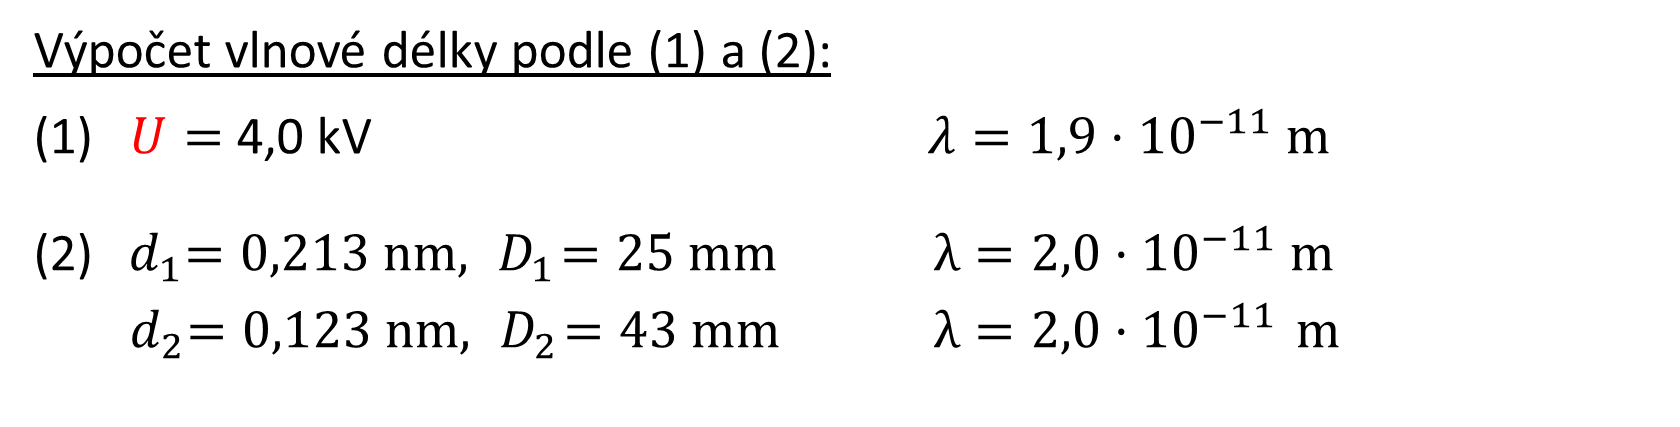 Výpočet vlnové délky podle (1) a (2):
(1) U = 4,0 kV λ = 1,9 · 10⁻¹¹ m
(2) d₁ = 0,213 nm, D₁ = 25 mm λ = 2,0 · 10⁻¹¹ m
d₂ = 0,123 nm, D₂ = 43 mm λ = 2,0 · 10⁻¹¹ m